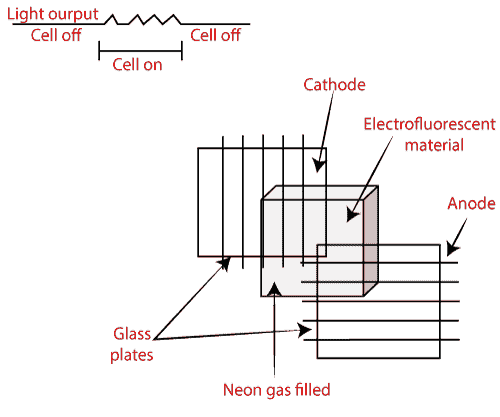 Light ourput
Cell off
Cell off
Cell on
Cathode
Electrofluorescent
material
Anode
Glass
plates
Neon gas filled